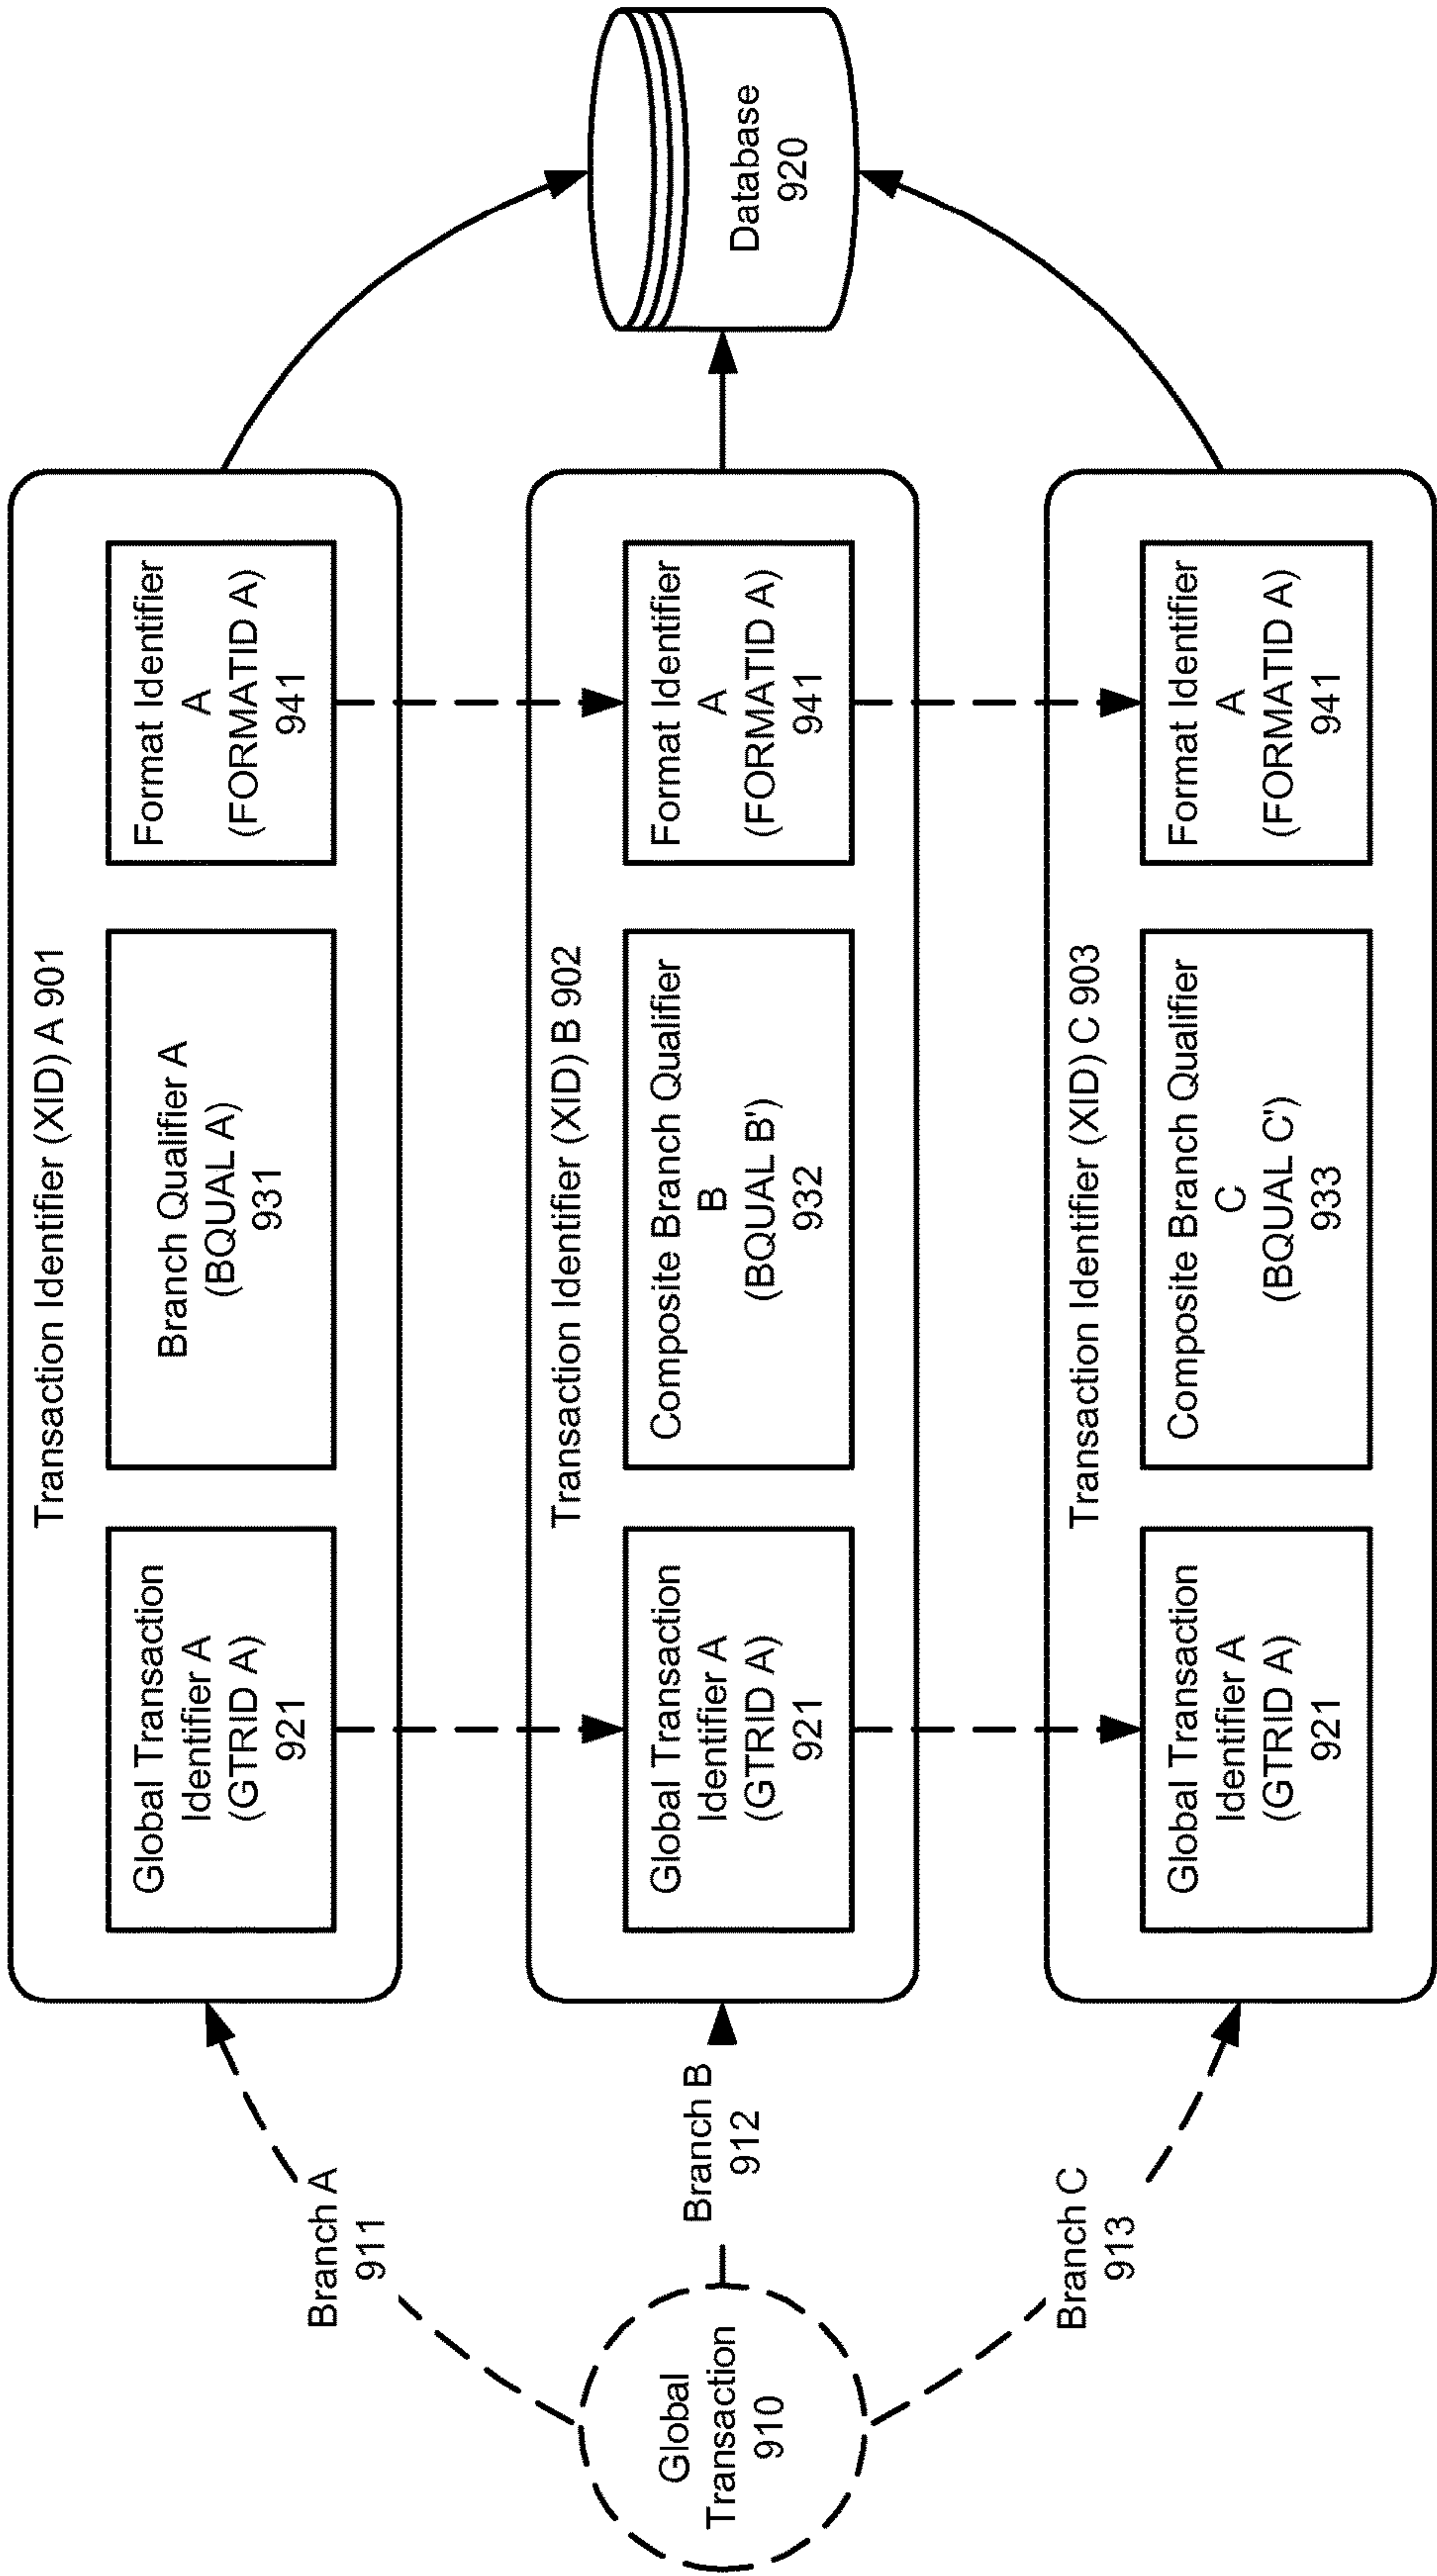 Transaction Identifier (XID) A 901
Global Transaction
Identifier A
(GTRID A)
921
Branch Qualifier A
(BQUAL A)
931
Format Identifier
A
(FORMATID A)
941
Branch A
911
Transaction Identifier (XID) B 902
Global Transaction
Identifier A
(GTRID A)
921
Composite Branch Qualifier
B
(BQUAL B')
932
Format Identifier
A
(FORMATID A)
941
Global
Transaction
910
Branch B
912
Database
920
Transaction Identifier (XID) C 903
Global Transaction
Identifier A
(GTRID A)
921
Composite Branch Qualifier
C
(BQUAL C')
933
Format Identifier
A
(FORMATID A)
941
Branch C
913